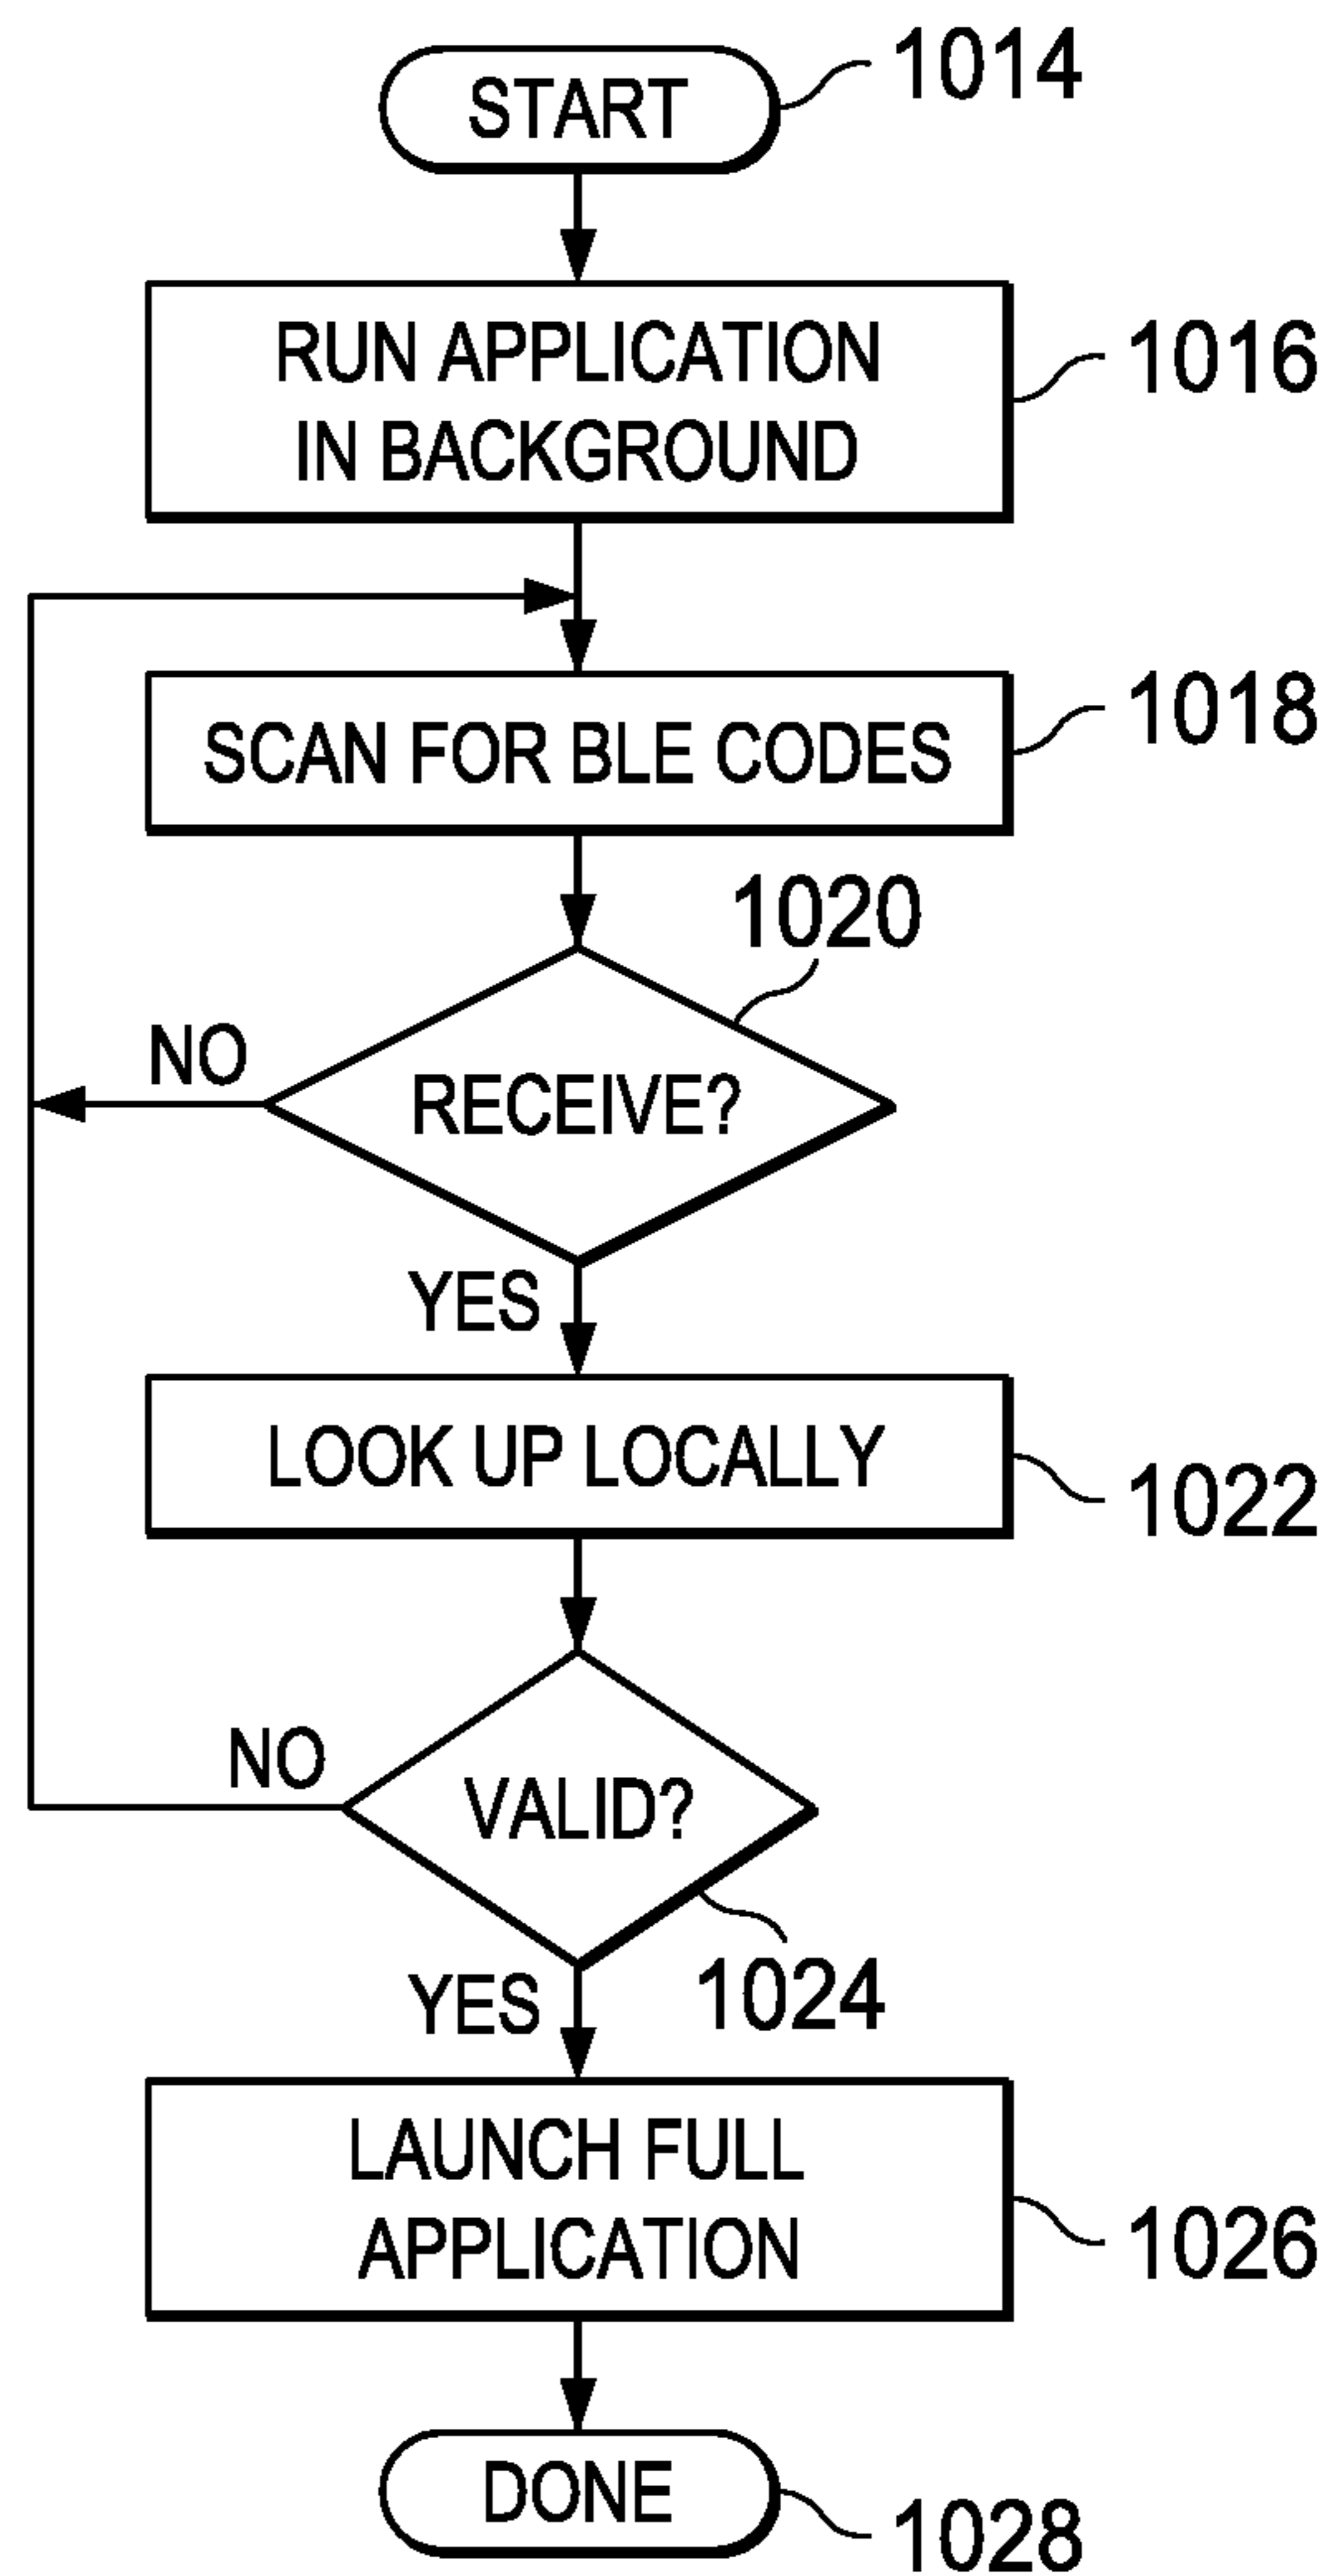 START
1014
RUN APPLICATION
IN BACKGROUND
1016
SCAN FOR BLE CODES
1018
1020
NO
RECEIVE?
YES
LOOK UP LOCALLY
1022
NO
VALID?
YES
1024
LAUNCH FULL
APPLICATION
1026
DONE
1028